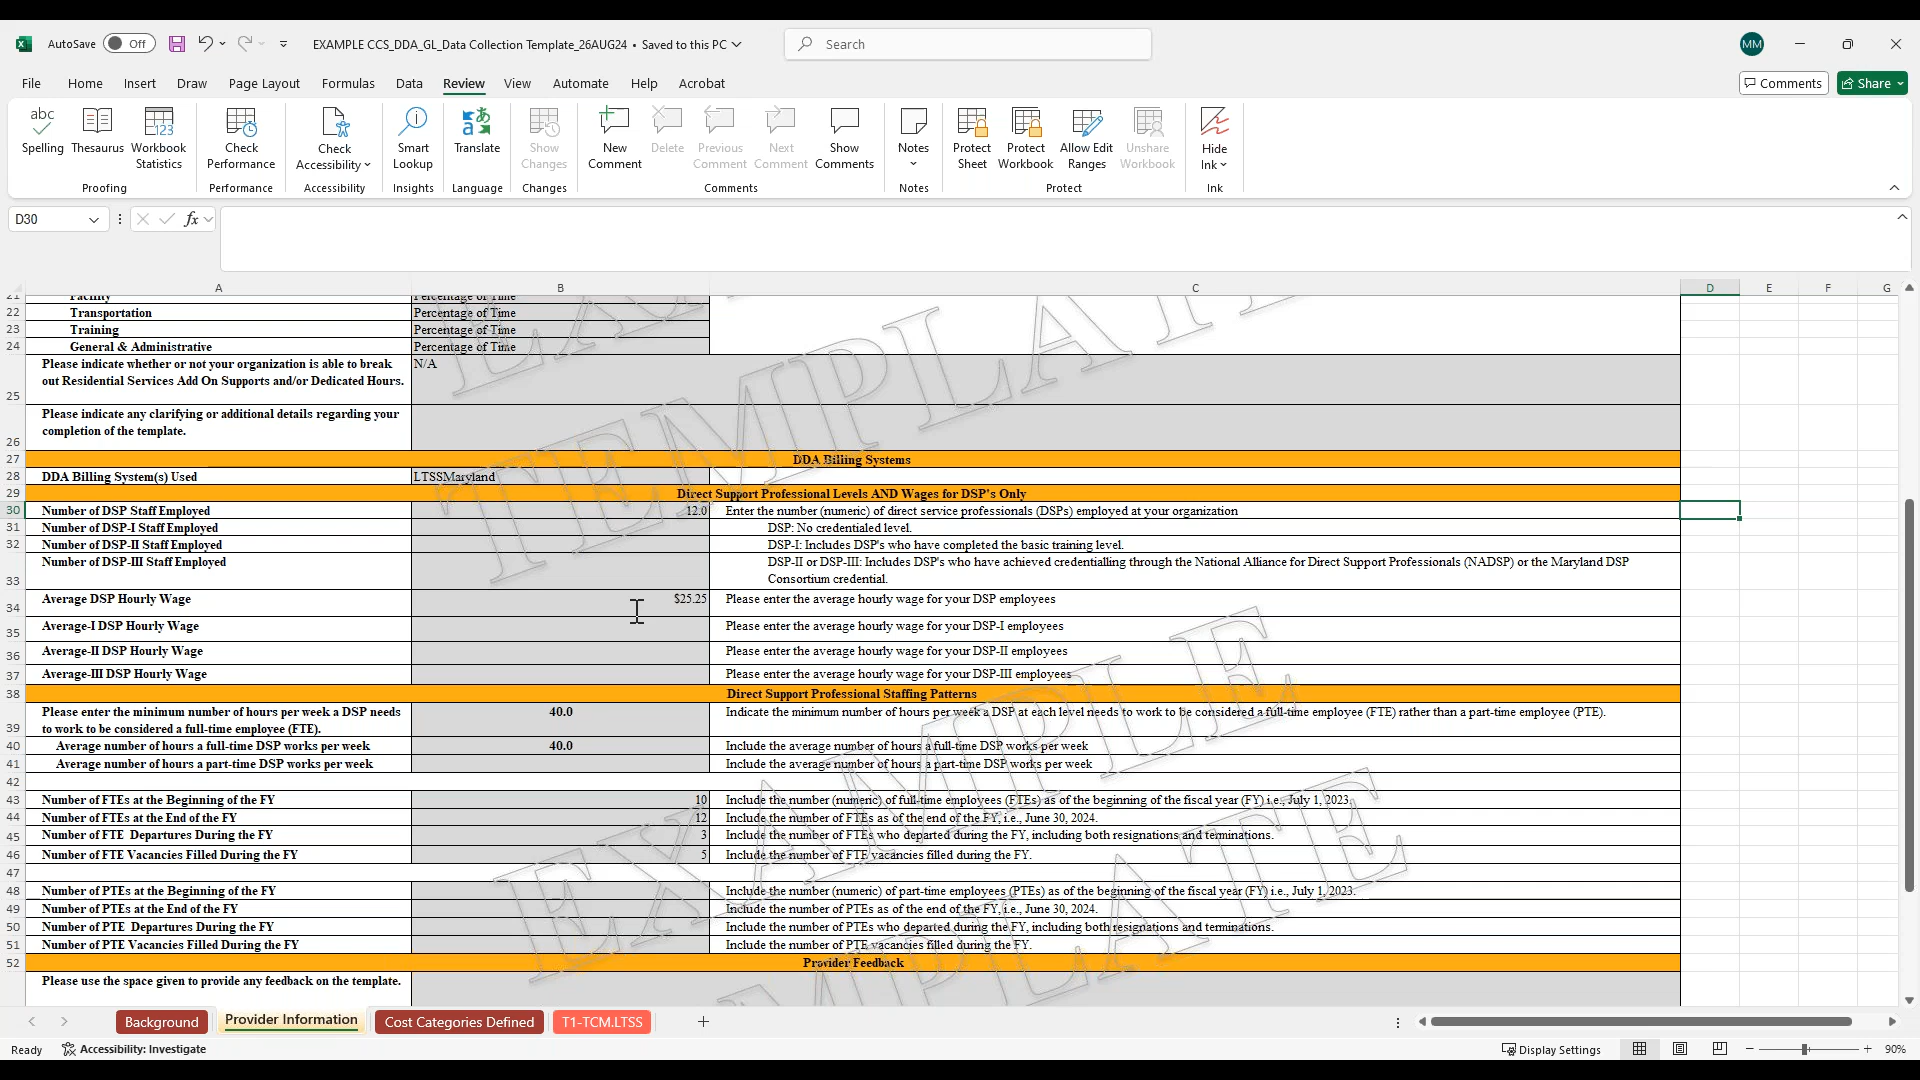 AutoSave Off EXAMPLE CCS_DDA_GL_Data Collection Template_26AUG24 • Saved to this PC Search MM
File Home Insert Draw Page Layout Formulas Data Review View Automate Help Acrobat Comments Share
abc
Spelling Thesaurus Workbook Statistics Check Performance Check Accessibility Smart Lookup Translate Show Changes New Comment Delete Previous Comment Next Comment Show Comments Notes Protect Sheet Protect Workbook Allow Edit Ranges Unshare Workbook Hide Ink
Proofing Performance Accessibility Insights Language Changes Comments Notes Protect Ink
D30 fx
A B C D E F G
21 Facility Percentage of Time
22 Transportation Percentage of Time
23 Training Percentage of Time
24 General & Administrative Percentage of Time
Please indicate whether or not your organization is able to break N/A
out Residential Services Add On Supports and/or Dedicated Hours.
25
Please indicate any clarifying or additional details regarding your
completion of the template.
26
27 DDA Billing Systems
28 DDA Billing System(s) Used LTSSMaryland
29 Direct Support Professional Levels AND Wages for DSP's Only
30 Number of DSP Staff Employed 12.0 Enter the number (numeric) of direct service professionals (DSPs) employed at your organization
31 Number of DSP-I Staff Employed DSP: No credentialed level.
32 Number of DSP-II Staff Employed DSP-I: Includes DSP's who have completed the basic training level.
Number of DSP-III Staff Employed DSP-II or DSP-III: Includes DSP's who have achieved credentialling through the National Alliance for Direct Support Professionals (NADSP) or the Maryland DSP
33 Consortium credential.
34 Average DSP Hourly Wage $25.25 Please enter the average hourly wage for your DSP employees
35 Average-I DSP Hourly Wage Please enter the average hourly wage for your DSP-I employees
36 Average-II DSP Hourly Wage Please enter the average hourly wage for your DSP-II employees
37 Average-III DSP Hourly Wage Please enter the average hourly wage for your DSP-III employees
38 Direct Support Professional Staffing Patterns
Please enter the minimum number of hours per week a DSP needs 40.0 Indicate the minimum number of hours per week a DSP at each level needs to work to be considered a full-time employee (FTE) rather than a part-time employee (PTE).
39 to work to be considered a full-time employee (FTE).
40 Average number of hours a full-time DSP works per week 40.0 Include the average number of hours a full-time DSP works per week
41 Average number of hours a part-time DSP works per week Include the average number of hours a part-time DSP works per week
42
43 Number of FTEs at the Beginning of the FY 10 Include the number (numeric) of full-time employees (FTEs) as of the beginning of the fiscal year (FY) i.e., July 1, 2023.
44 Number of FTEs at the End of the FY 12 Include the number of FTEs as of the end of the FY, i.e., June 30, 2024.
45 Number of FTE Departures During the FY 3 Include the number of FTEs who departed during the FY, including both resignations and terminations.
46 Number of FTE Vacancies Filled During the FY 5 Include the number of FTE vacancies filled during the FY.
47
48 Number of PTEs at the Beginning of the FY Include the number (numeric) of part-time employees (PTEs) as of the beginning of the fiscal year (FY) i.e., July 1, 2023.
49 Number of PTEs at the End of the FY Include the number of PTEs as of the end of the FY, i.e., June 30, 2024.
50 Number of PTE Departures During the FY Include the number of PTEs who departed during the FY, including both resignations and terminations.
51 Number of PTE Vacancies Filled During the FY Include the number of PTE vacancies filled during the FY.
52 Provider Feedback
Please use the space given to provide any feedback on the template.
TEMPLATE
EXAMPLE
TEMPLATE
Background Provider Information Cost Categories Defined T1-TCM.LTSS
Ready Accessibility: Investigate Display Settings 90%